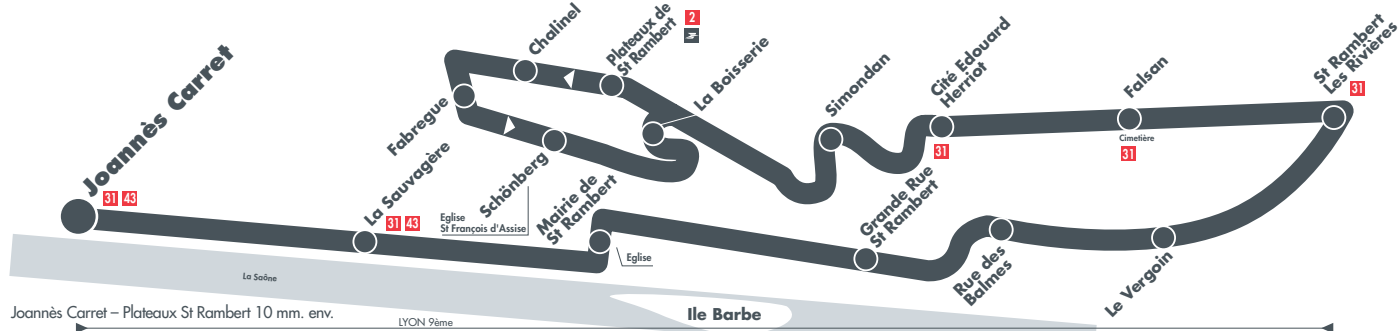 Joannès Carret
31 43
La Sauvagère
31 43
Eglise
St François d'Assise
Mairie de
St Rambert
Eglise
Grande Rue
St Rambert
Rue des
Balmes
Le Vergoin
St Rambert
Les Rivières
31
Falsan
Cimetière
31
Cité Edouard
Herriot
31
Simondan
Plateaux de
St Rambert
2
Chalinel
Fabregue
Schönberg
La Boisserie
La Saône
Ile Barbe
Joannès Carret – Plateaux St Rambert 10 mm. env.
LYON 9ème